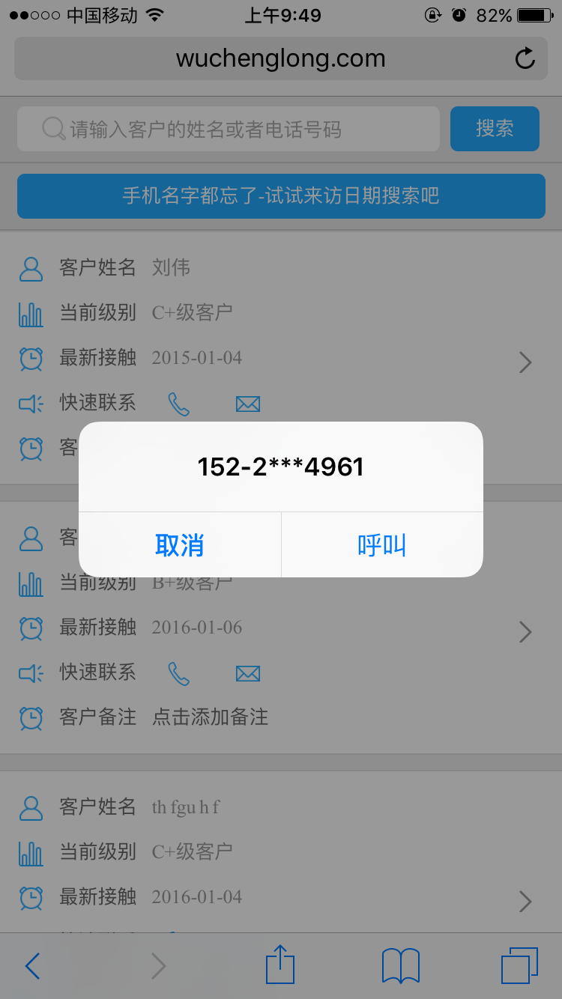 中国移动 上午9:49 82%
wuchenglong.com
请输入客户的姓名或者电话号码 搜索
手机名字都忘了-试试来访日期搜索吧
客户姓名 刘伟
当前级别 C+级客户
最新接触 2015-01-04
快速联系
客
152-2***4961
取消 呼叫
客
当前级别 B+级客户
最新接触 2016-01-06
快速联系
客户备注 点击添加备注
客户姓名 th fgu h f
当前级别 C+级客户
最新接触 2016-01-04